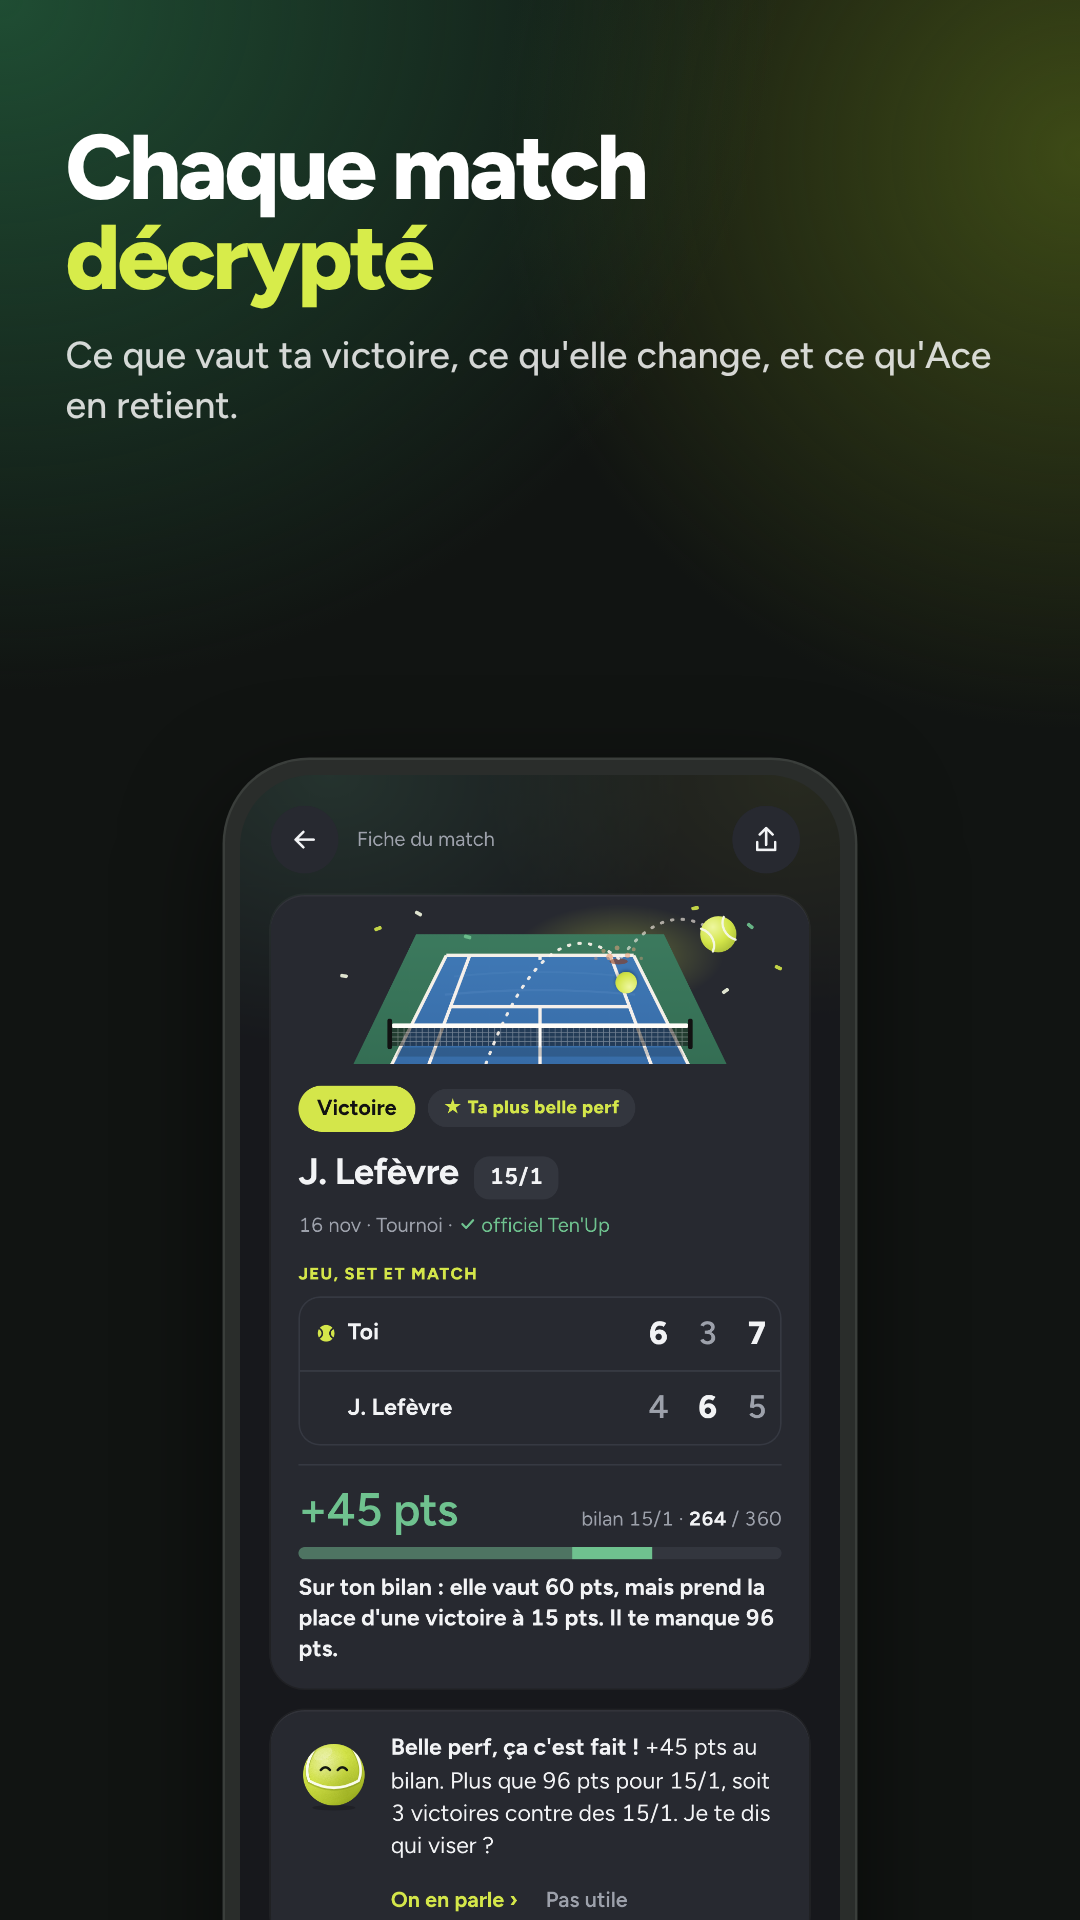 Chaque match
décrypté
Ce que vaut ta victoire, ce qu'elle change, et ce qu'Ace
en retient.
Fiche du match
Victoire
★ Ta plus belle perf
J. Lefèvre 15/1
16 nov · Tournoi · ✓ officiel Ten'Up
JEU, SET ET MATCH
Toi 6 3 7
J. Lefèvre 4 6 5
+45 pts
bilan 15/1 · 264 / 360
Sur ton bilan : elle vaut 60 pts, mais prend la
place d'une victoire à 15 pts. Il te manque 96
pts.
Belle perf, ça c'est fait ! +45 pts au
bilan. Plus que 96 pts pour 15/1, soit
3 victoires contre des 15/1. Je te dis
qui viser ?
On en parle ›
Pas utile